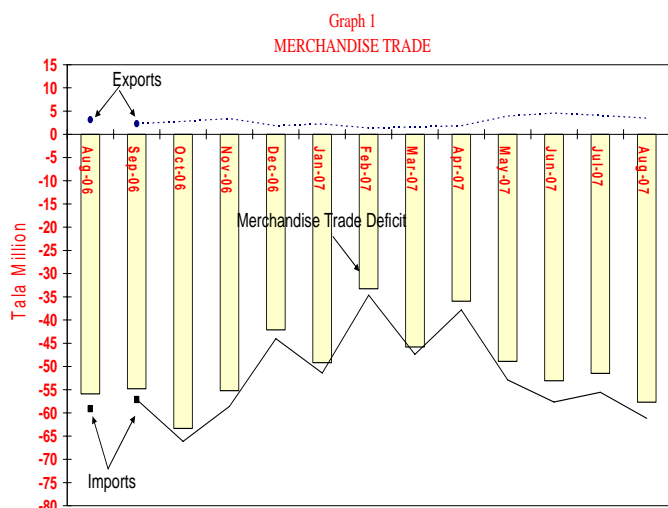 Graph 1
MERCHANDISE TRADE
Tala Million
15
10
5
0
-5
-10
-15
-20
-25
-30
-35
-40
-45
-50
-55
-60
-65
-70
-75
-80
Exports
Aug-06
Sep-06
Oct-06
Nov-06
Dec-06
Jan-07
Feb-07
Mar-07
Apr-07
May-07
Jun-07
Jul-07
Aug-07
Merchandise Trade Deficit
Imports